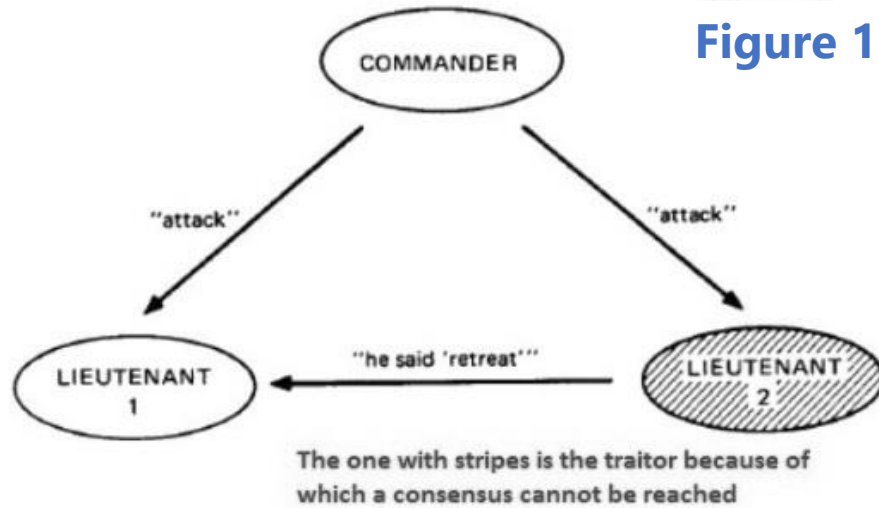 Figure 1
COMMANDER
"attack"
"attack"
"he said 'retreat'"
LIEUTENANT
1
LIEUTENANT
2
The one with stripes is the traitor because of
which a consensus cannot be reached